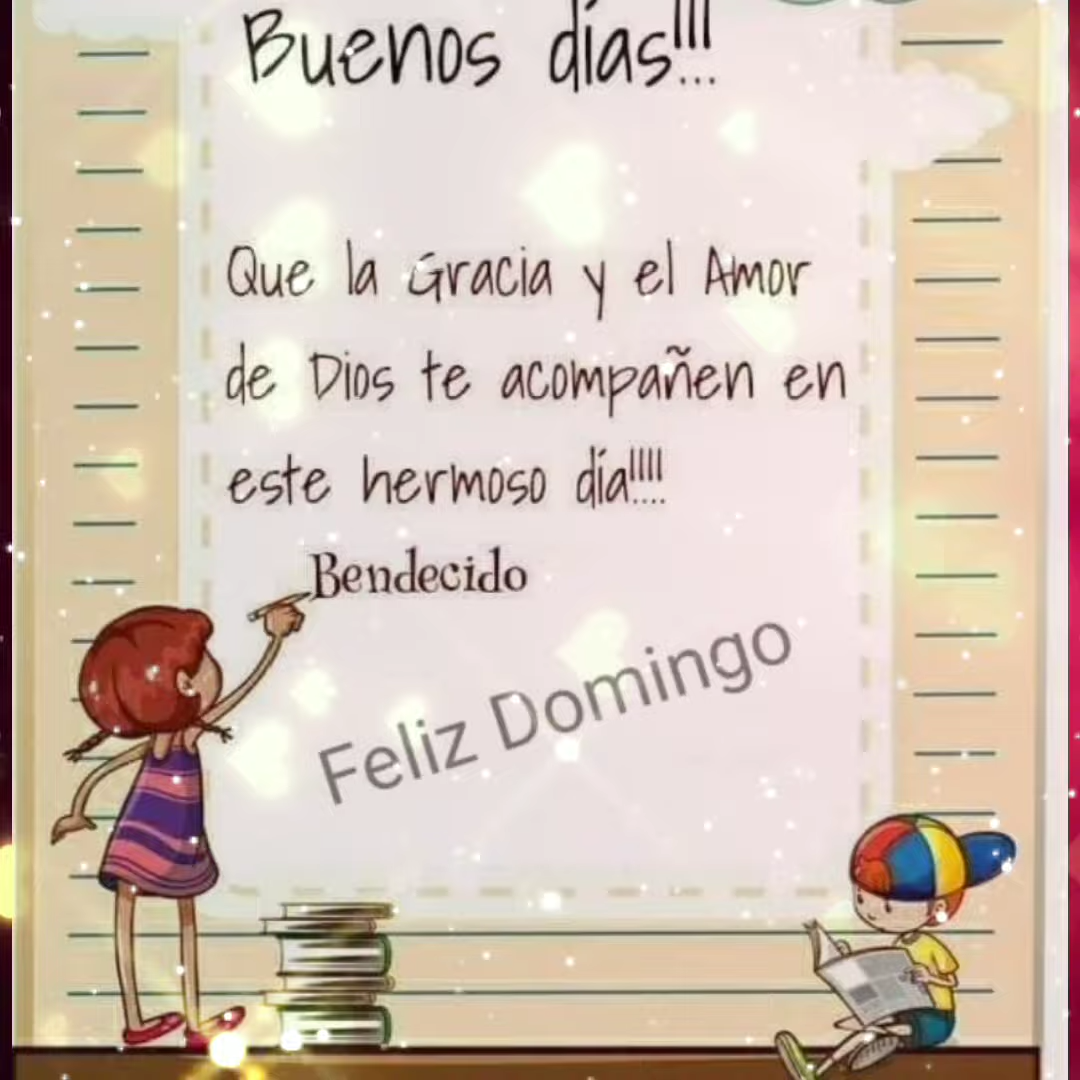 Buenos días!!!...
Que la Gracia y el Amor
de Dios te acompañen en
este hermoso día!!!!
Bendecido
Feliz Domingo